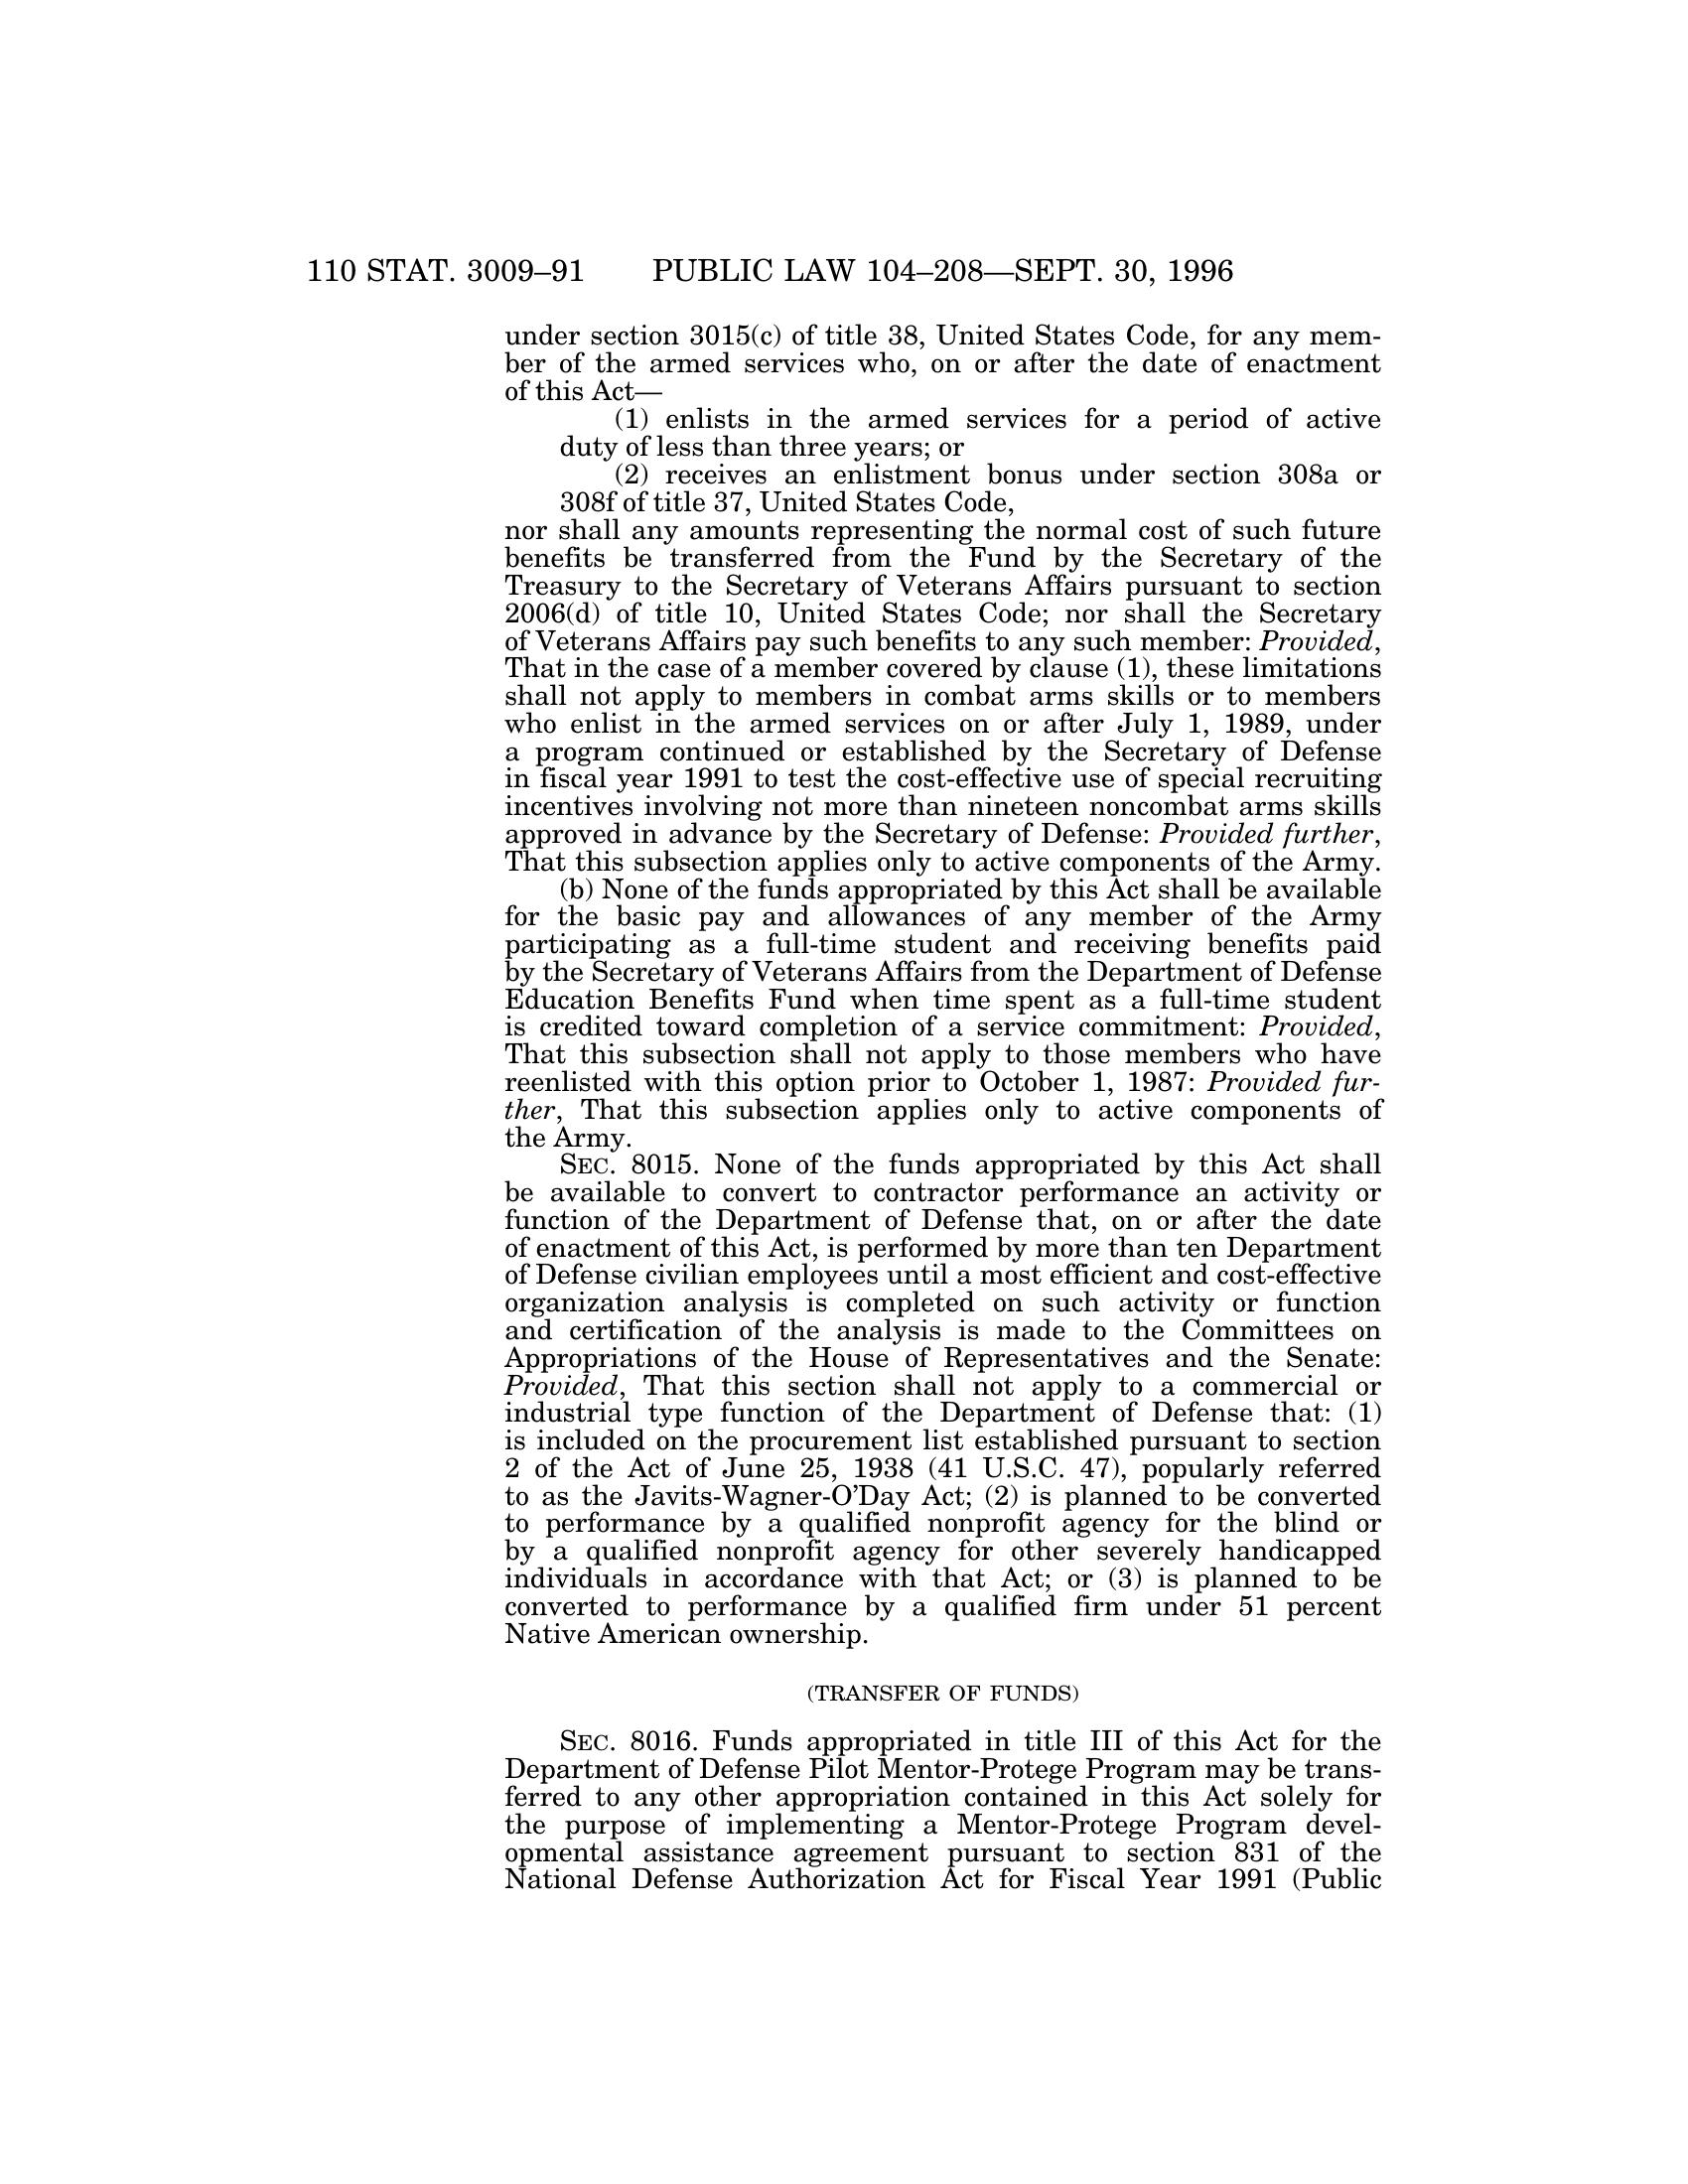 110 STAT. 3009–91 PUBLIC LAW 104–208—SEPT. 30, 1996
under section 3015(c) of title 38, United States Code, for any mem-
ber of the armed services who, on or after the date of enactment
of this Act—
(1) enlists in the armed services for a period of active
duty of less than three years; or
(2) receives an enlistment bonus under section 308a or
308f of title 37, United States Code,
nor shall any amounts representing the normal cost of such future
benefits be transferred from the Fund by the Secretary of the
Treasury to the Secretary of Veterans Affairs pursuant to section
2006(d) of title 10, United States Code; nor shall the Secretary
of Veterans Affairs pay such benefits to any such member: Provided,
That in the case of a member covered by clause (1), these limitations
shall not apply to members in combat arms skills or to members
who enlist in the armed services on or after July 1, 1989, under
a program continued or established by the Secretary of Defense
in fiscal year 1991 to test the cost-effective use of special recruiting
incentives involving not more than nineteen noncombat arms skills
approved in advance by the Secretary of Defense: Provided further,
That this subsection applies only to active components of the Army.
(b) None of the funds appropriated by this Act shall be available
for the basic pay and allowances of any member of the Army
participating as a full-time student and receiving benefits paid
by the Secretary of Veterans Affairs from the Department of Defense
Education Benefits Fund when time spent as a full-time student
is credited toward completion of a service commitment: Provided,
That this subsection shall not apply to those members who have
reenlisted with this option prior to October 1, 1987: Provided fur-
ther, That this subsection applies only to active components of
the Army.
SEC. 8015. None of the funds appropriated by this Act shall
be available to convert to contractor performance an activity or
function of the Department of Defense that, on or after the date
of enactment of this Act, is performed by more than ten Department
of Defense civilian employees until a most efficient and cost-effective
organization analysis is completed on such activity or function
and certification of the analysis is made to the Committees on
Appropriations of the House of Representatives and the Senate:
Provided, That this section shall not apply to a commercial or
industrial type function of the Department of Defense that: (1)
is included on the procurement list established pursuant to section
2 of the Act of June 25, 1938 (41 U.S.C. 47), popularly referred
to as the Javits-Wagner-O’Day Act; (2) is planned to be converted
to performance by a qualified nonprofit agency for the blind or
by a qualified nonprofit agency for other severely handicapped
individuals in accordance with that Act; or (3) is planned to be
converted to performance by a qualified firm under 51 percent
Native American ownership.
(TRANSFER OF FUNDS)
SEC. 8016. Funds appropriated in title III of this Act for the
Department of Defense Pilot Mentor-Protege Program may be trans-
ferred to any other appropriation contained in this Act solely for
the purpose of implementing a Mentor-Protege Program devel-
opmental assistance agreement pursuant to section 831 of the
National Defense Authorization Act for Fiscal Year 1991 (Public